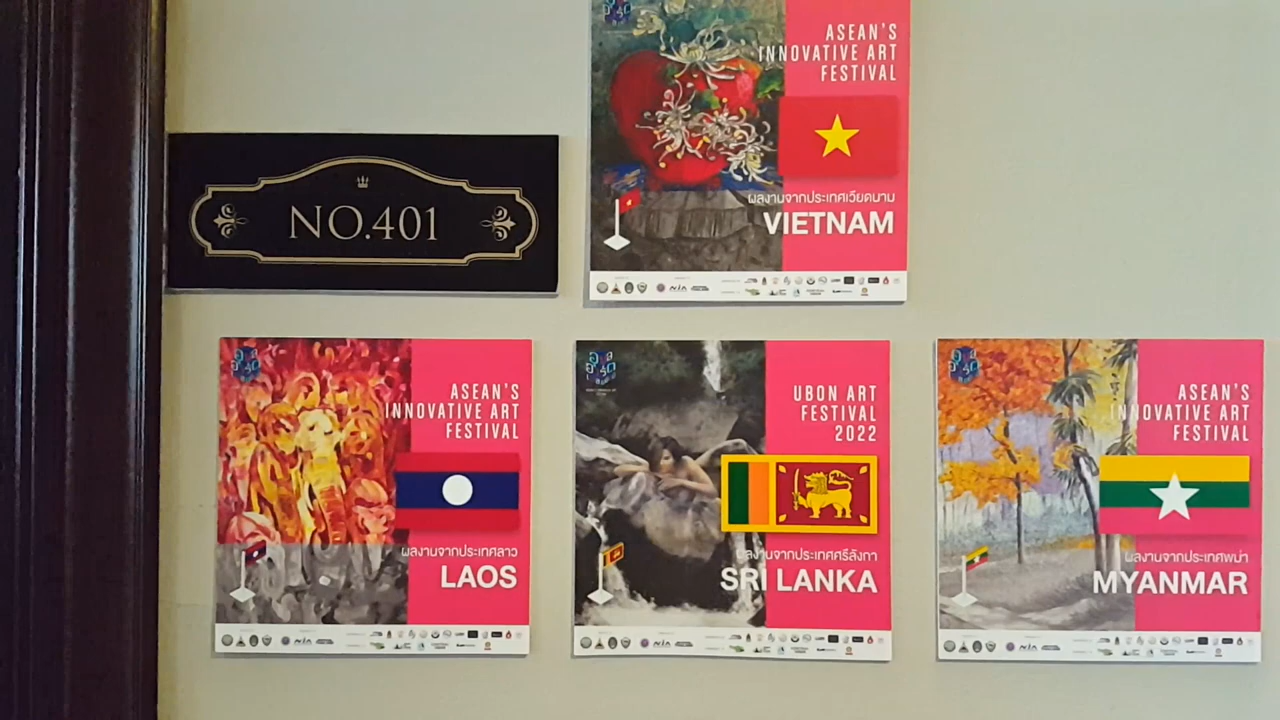 ASEAN'S
INNOVATIVE ART
FESTIVAL
ผลงานจากประเทศเวียดนาม
VIETNAM
NO.401
ASEAN'S
INNOVATIVE ART
FESTIVAL
ผลงานจากประเทศลาว
LAOS
UBON ART
FESTIVAL
2022
ผลงานจากประเทศศรีลังกา
SRI LANKA
ASEAN'S
INNOVATIVE ART
FESTIVAL
ผลงานจากประเทศพม่า
MYANMAR